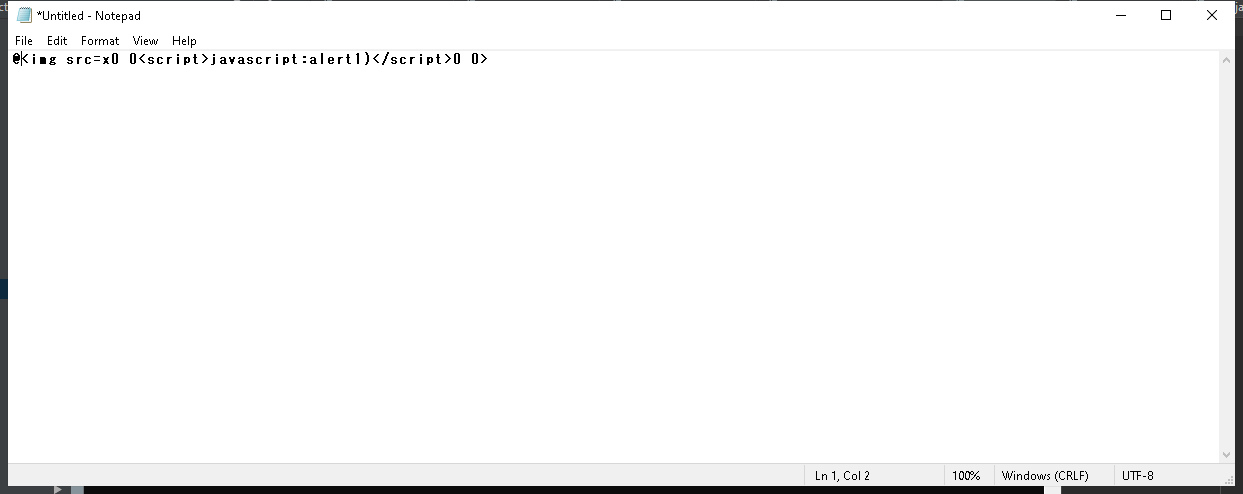 *Untitled - Notepad
File Edit Format View Help
@<img src=x0 0<script>javascript:alert1)</script>0 0>
Ln 1, Col 2 100% Windows (CRLF) UTF-8